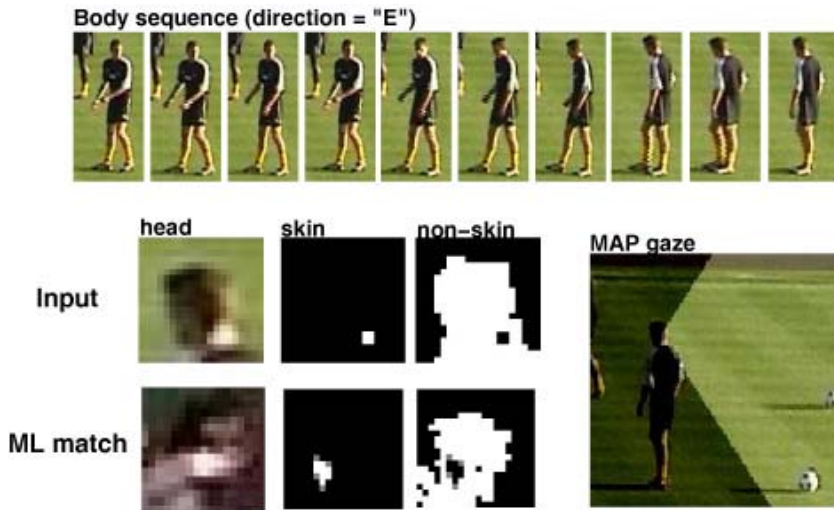 Body sequence (direction = "E")
head
skin
non-skin
MAP gaze
Input
ML match